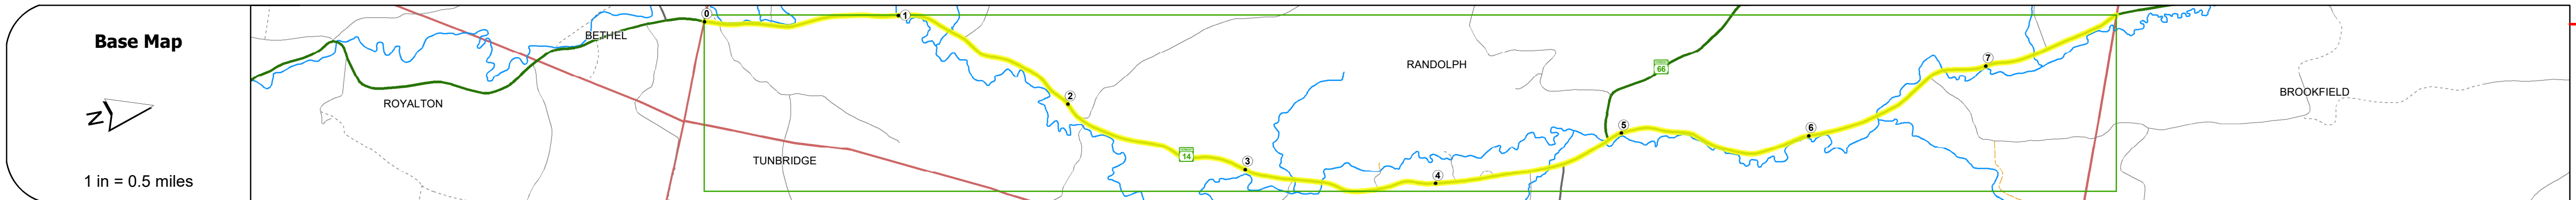 Base Map
N
1 in = 0.5 miles
BETHEL
ROYALTON
TUNBRIDGE
RANDOLPH
BROOKFIELD
0
1
2
3
4
5
6
7
14
66